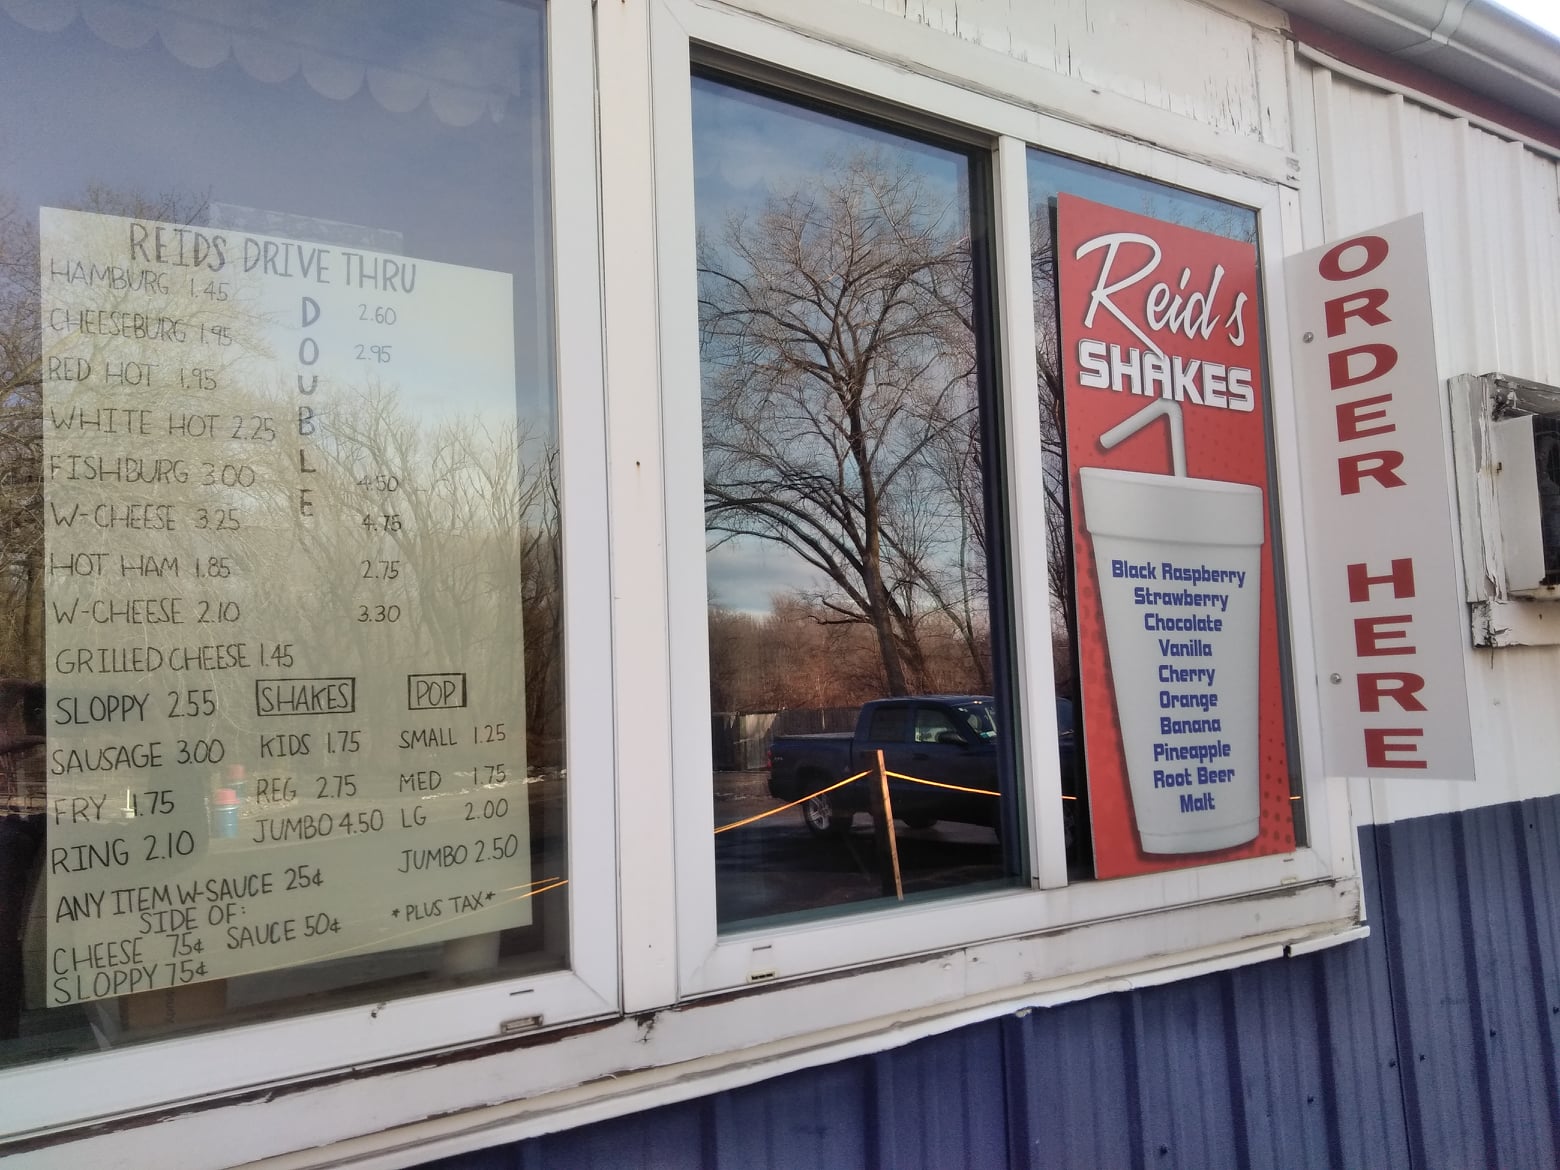 REIDS DRIVE THRU
HAMBURG 1.45 2.60
CHEESEBURG 1.95 2.95
RED HOT 1.95
WHITE HOT 2.25
FISHBURG 3.00 4.50
W-CHEESE 3.25 4.75
HOT HAM 1.85 2.75
W-CHEESE 2.10 3.30
DOUBLE
GRILLED CHEESE 1.45
SLOPPY 2.55
SAUSAGE 3.00
FRY 1.75
RING 2.10
SHAKES
KIDS 1.75
REG 2.75
JUMBO 4.50
POP
SMALL 1.25
MED 1.75
LG 2.00
JUMBO 2.50
ANY ITEM W-SAUCE 25¢
SIDE OF:
CHEESE 75¢ SAUCE 50¢
SLOPPY 75¢
*PLUS TAX*
Reid's
SHAKES
Black Raspberry
Strawberry
Chocolate
Vanilla
Cherry
Orange
Banana
Pineapple
Root Beer
Malt
ORDER HERE